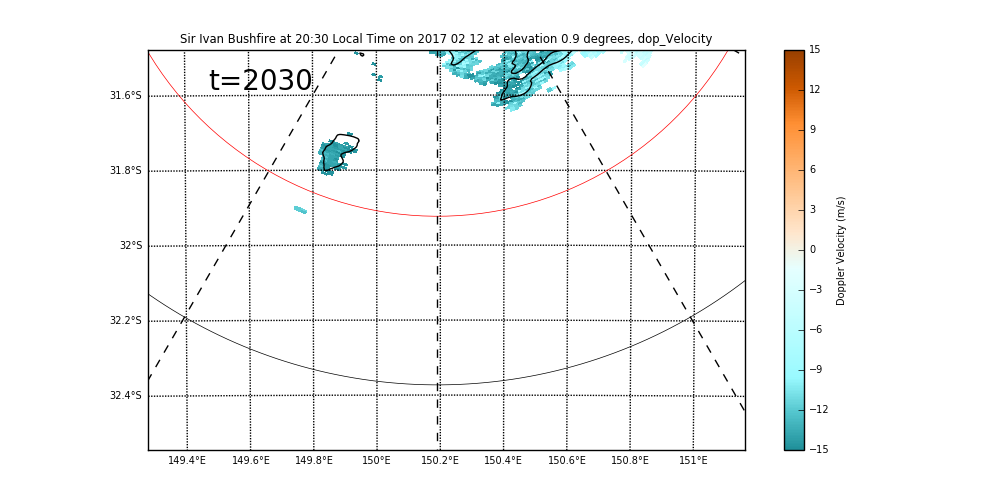 Sir Ivan Bushfire at 20:30 Local Time on 2017 02 12 at elevation 0.9 degrees, dop_Velocity
t=2030
31.6°S
31.8°S
32°S
32.2°S
32.4°S
149.4°E 149.6°E 149.8°E 150°E 150.2°E 150.4°E 150.6°E 150.8°E 151°E
15
12
9
6
3
0
−3
−6
−9
−12
−15
Doppler Velocity (m/s)